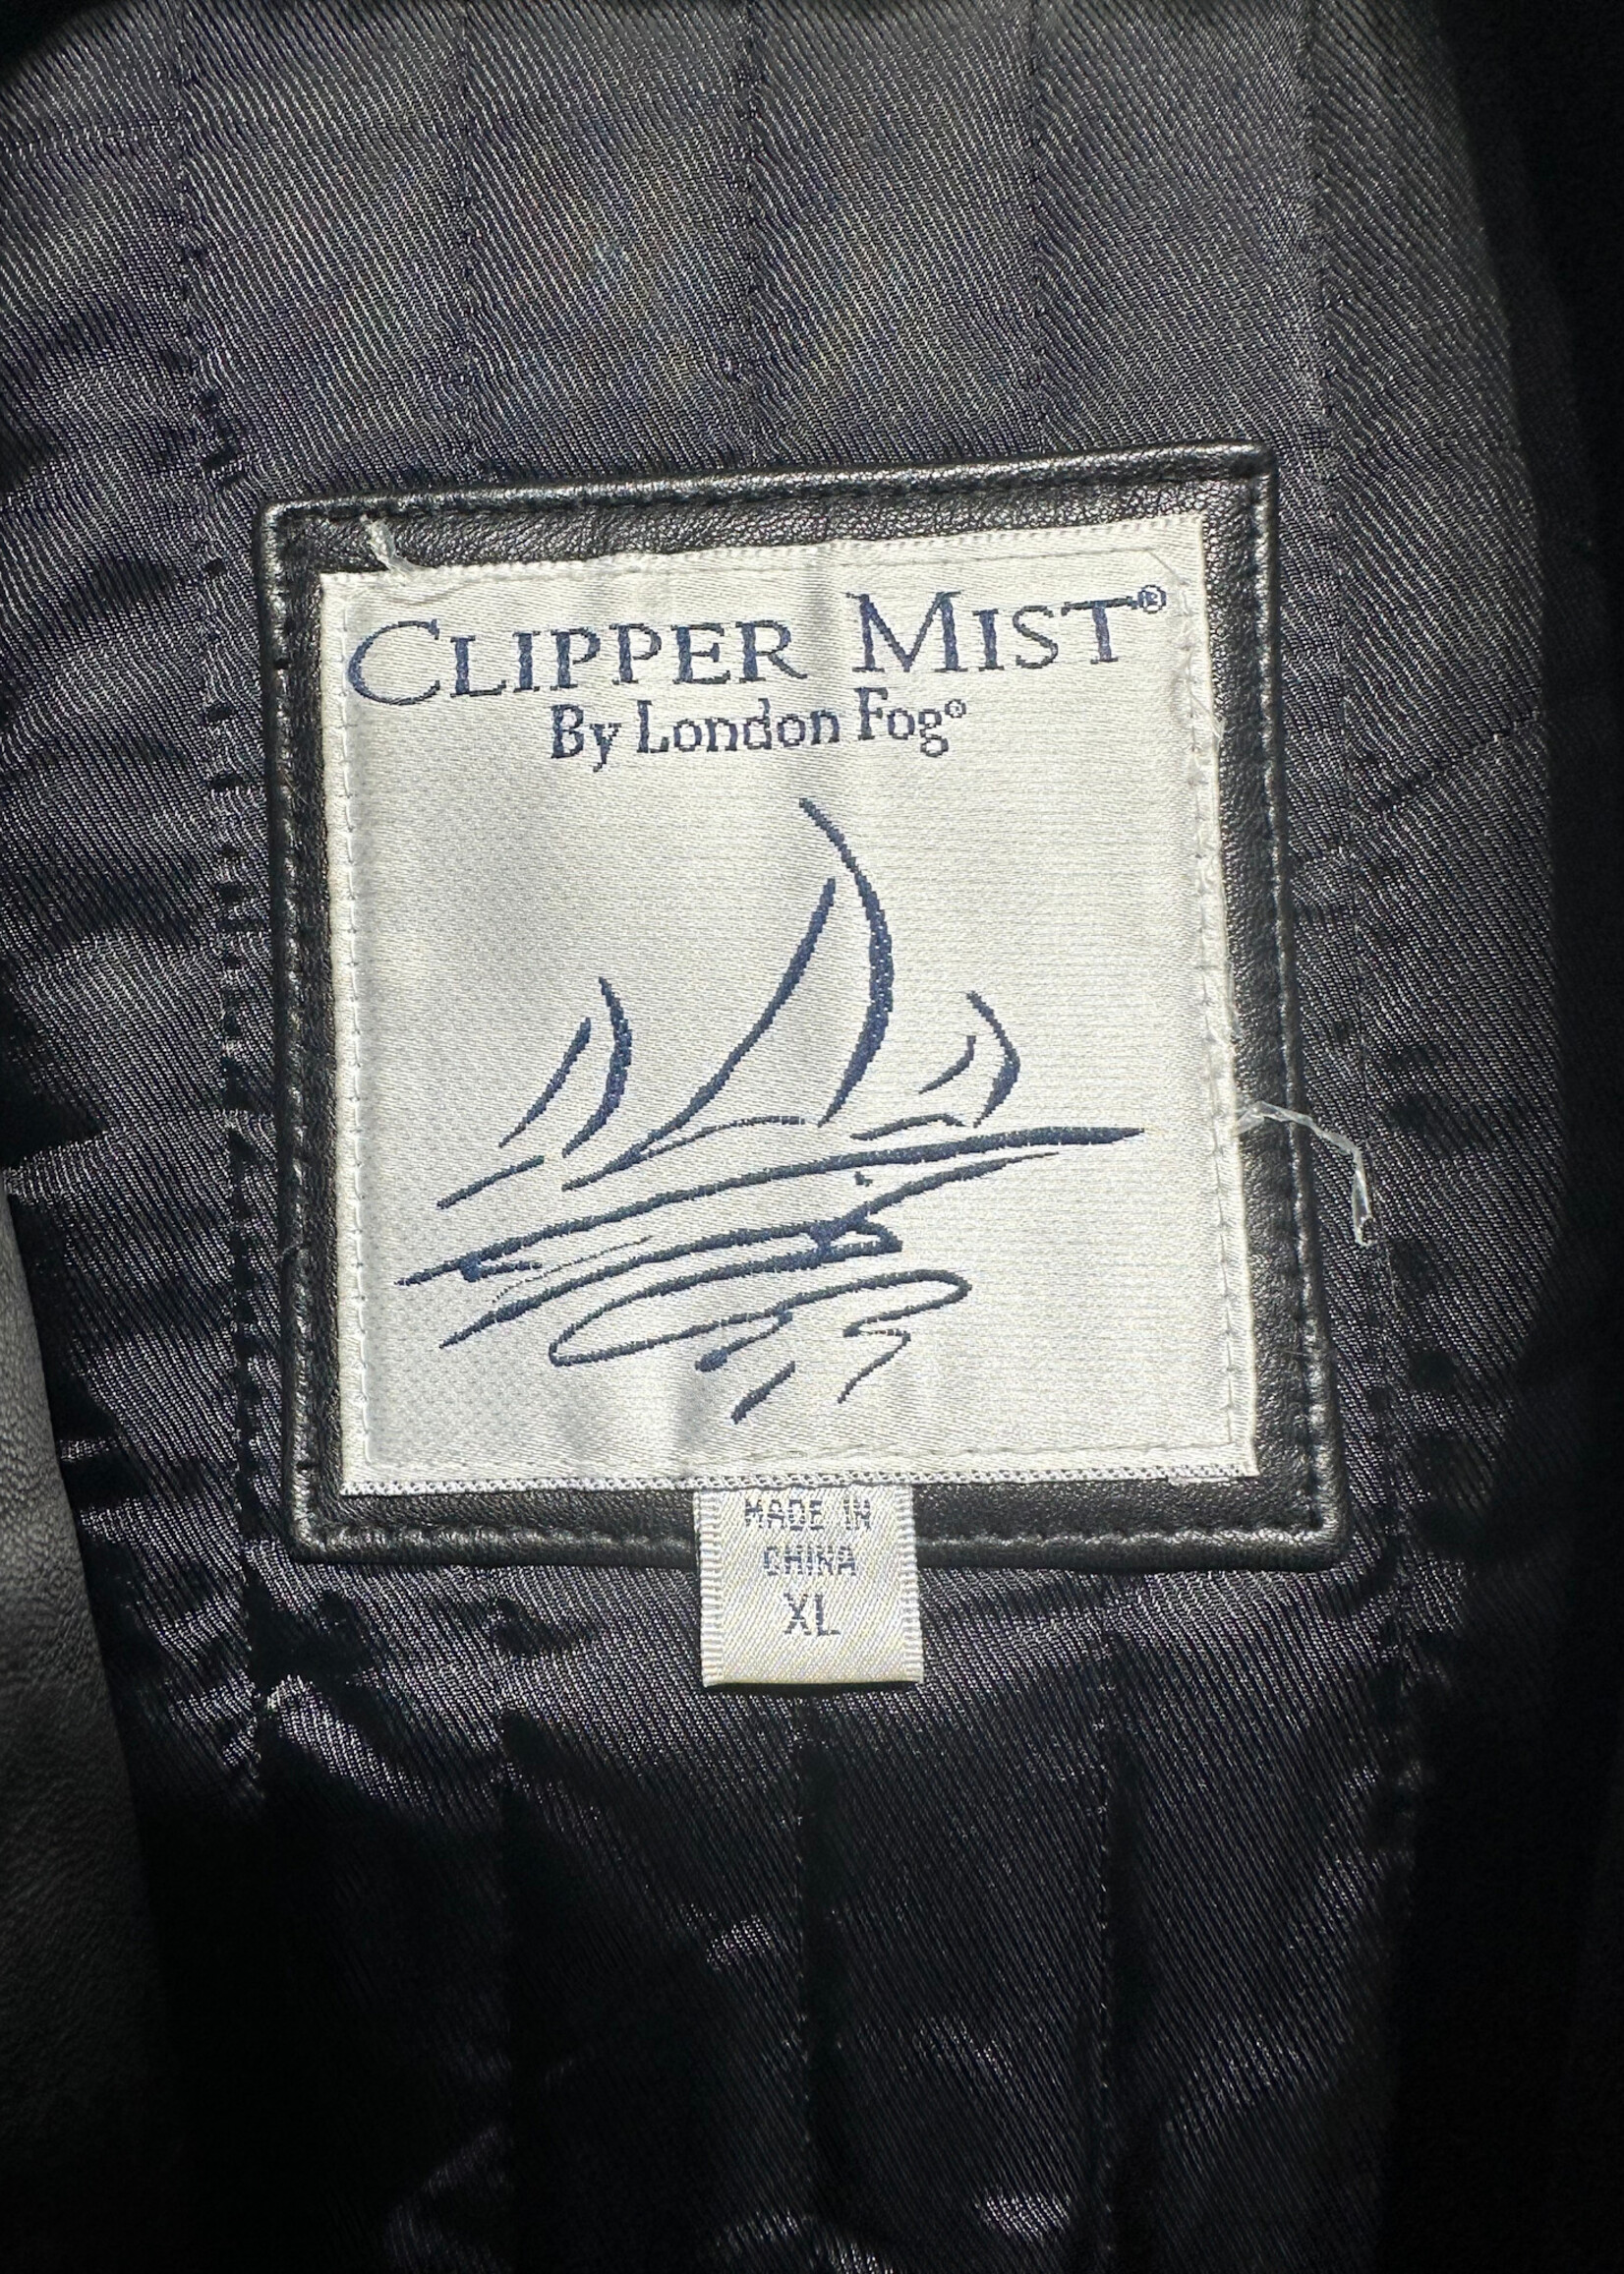 CLIPPER MIST®
By London Fog®
MADE IN
CHINA
XL